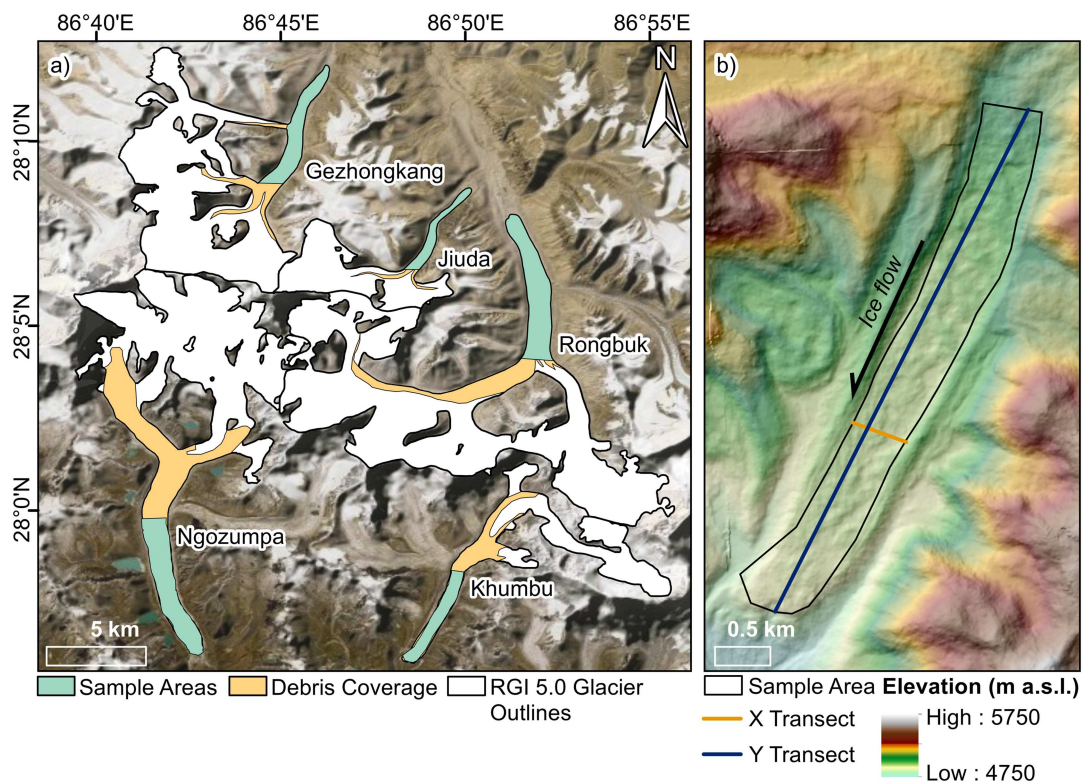 86°40'E 86°45'E 86°50'E 86°55'E
a)
N
b)
28°10'N
Gezhongkang
Jiuda
Ice flow
28°5'N
Rongbuk
28°0'N
Ngozumpa
Khumbu
5 km
0.5 km
Sample Areas Debris Coverage RGI 5.0 Glacier
Outlines
Sample Area Elevation (m a.s.l.)
X Transect High : 5750
Y Transect
Low : 4750